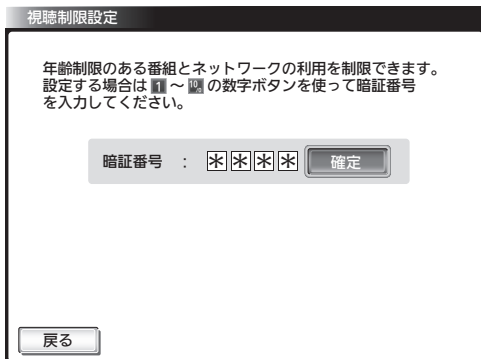 視聴制限設定
年齢制限のある番組とネットワークの利用を制限できます。
設定する場合は 1 ～ 10/0 の数字ボタンを使って暗証番号
を入力してください。
暗証番号 : ＊＊＊＊ 確定
戻る